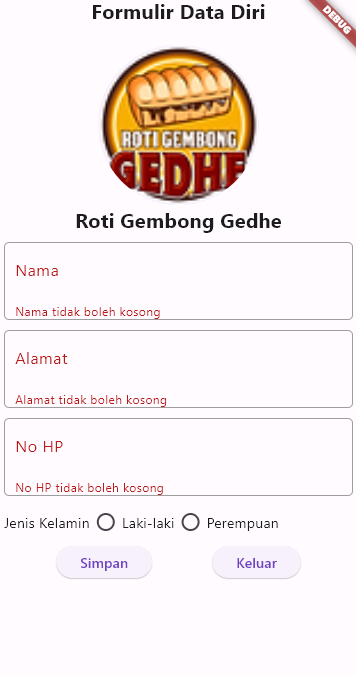 Formulir Data Diri
DEBUG
ROTI GEMBONG
GEDHE
Roti Gembong Gedhe
Nama
Nama tidak boleh kosong
Alamat
Alamat tidak boleh kosong
No HP
No HP tidak boleh kosong
Jenis Kelamin Laki-laki Perempuan
Simpan Keluar